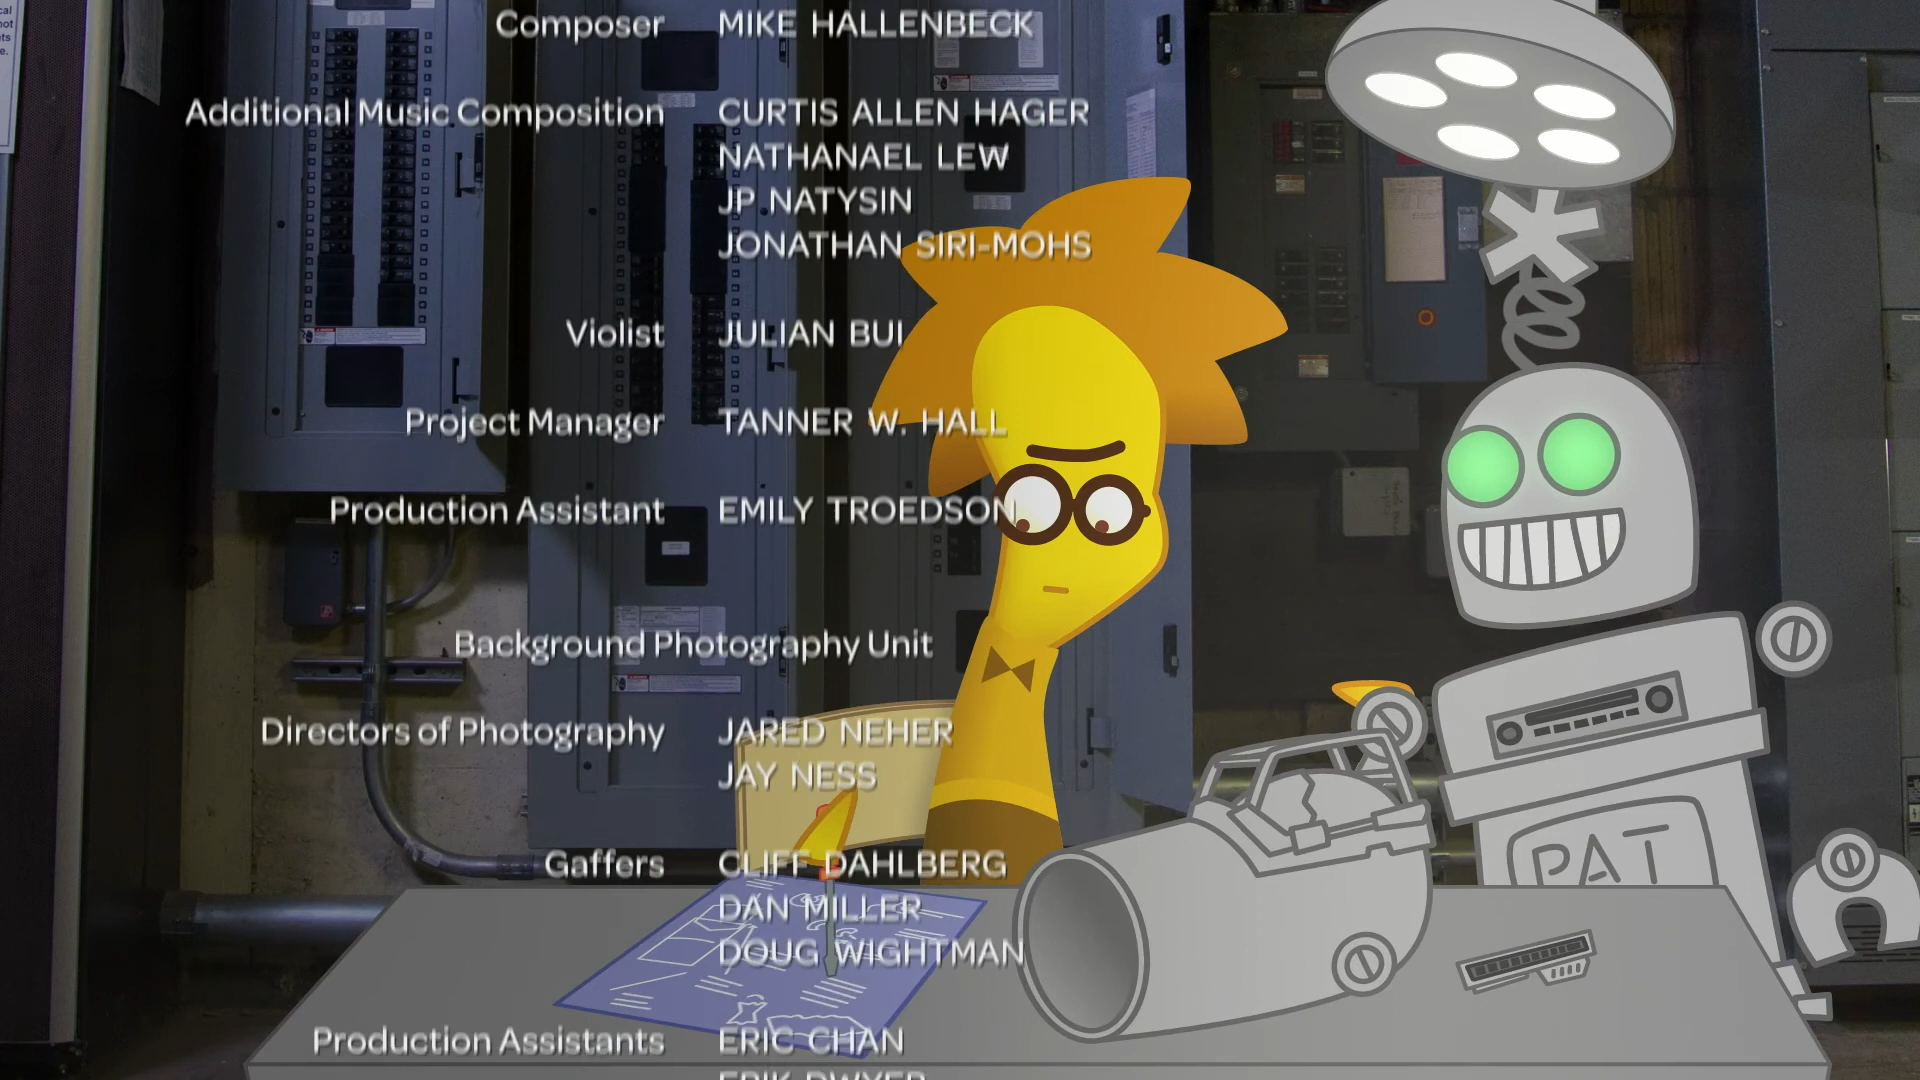 Composer MIKE HALLENBECK
Additional Music Composition CURTIS ALLEN HAGER
NATHANAEL LEW
JP NATYSIN
JONATHAN SIRI-MOHS
Violist JULIAN BUI
Project Manager TANNER W. HALL
Production Assistant EMILY TROEDSON
Background Photography Unit
Directors of Photography JARED NEHER
JAY NESS
Gaffers CLIFF DAHLBERG
PAT
DAN MILLER
DOUG WIGHTMAN
Production Assistants ERIC CHAN
ERIK DWYER